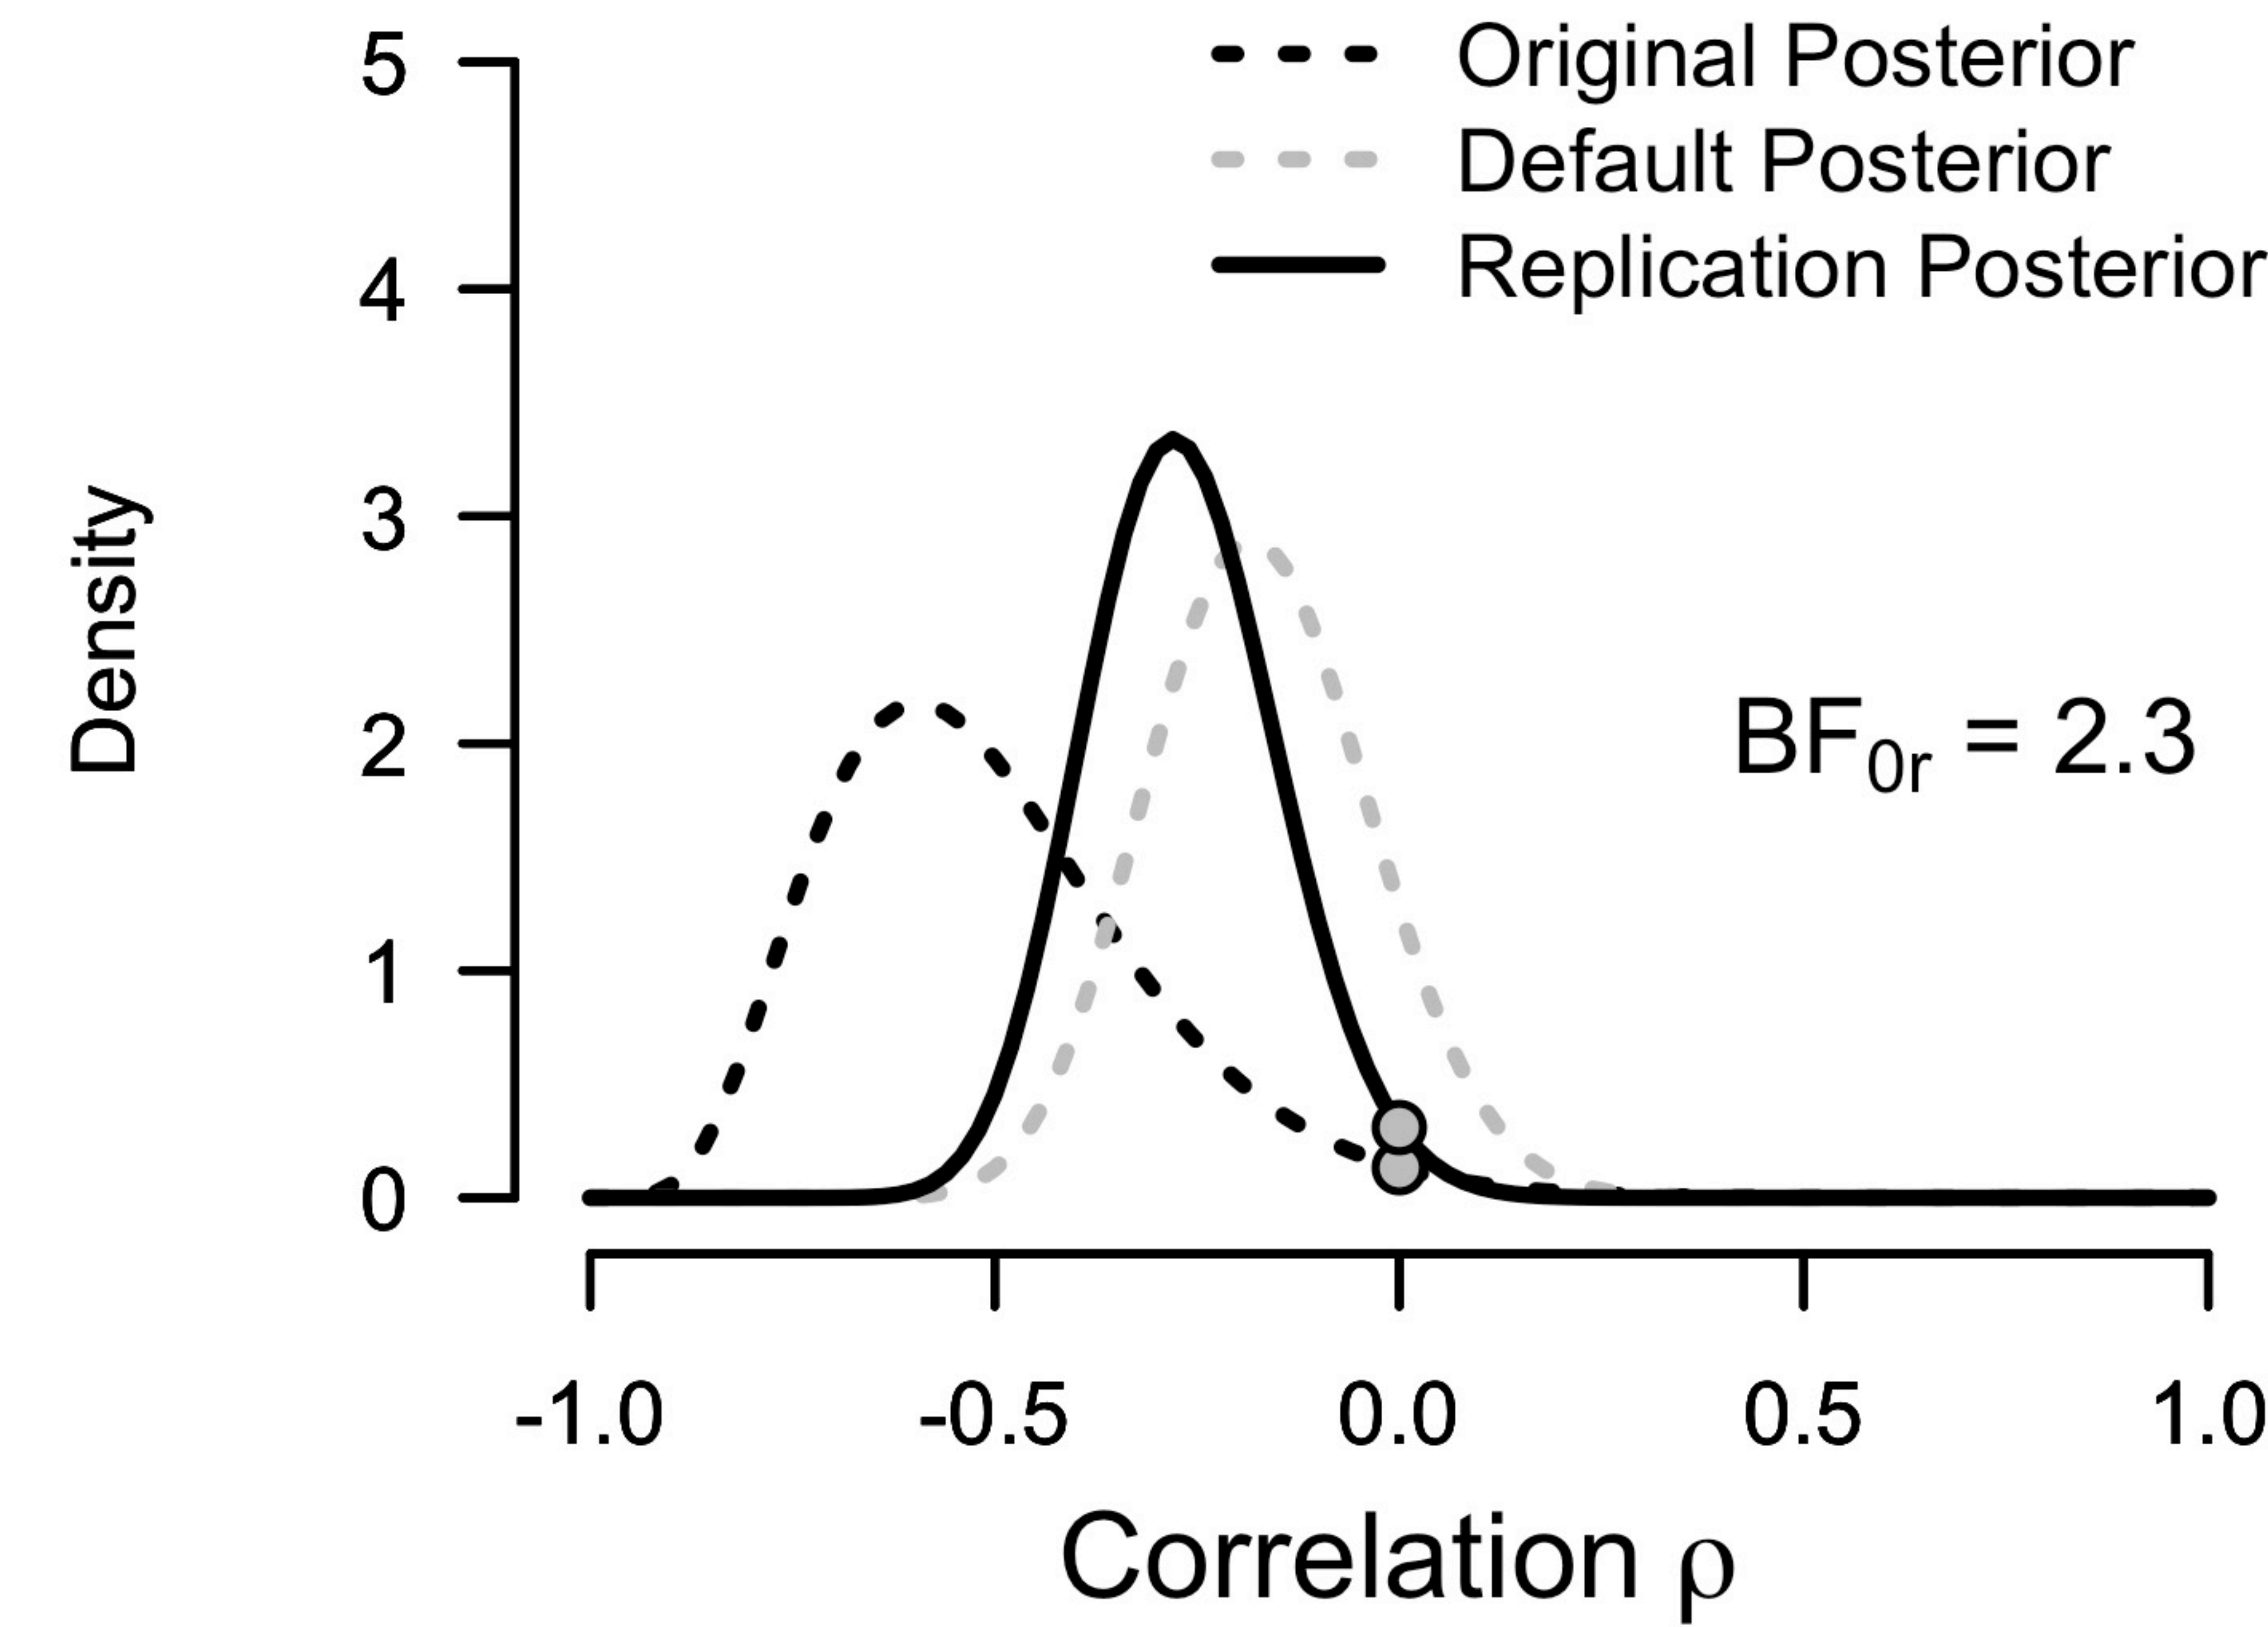 Original Posterior
Default Posterior
Replication Posterior
5
4
3
2
1
0
Density
BF0r = 2.3
-1.0 -0.5 0.0 0.5 1.0
Correlation ρ